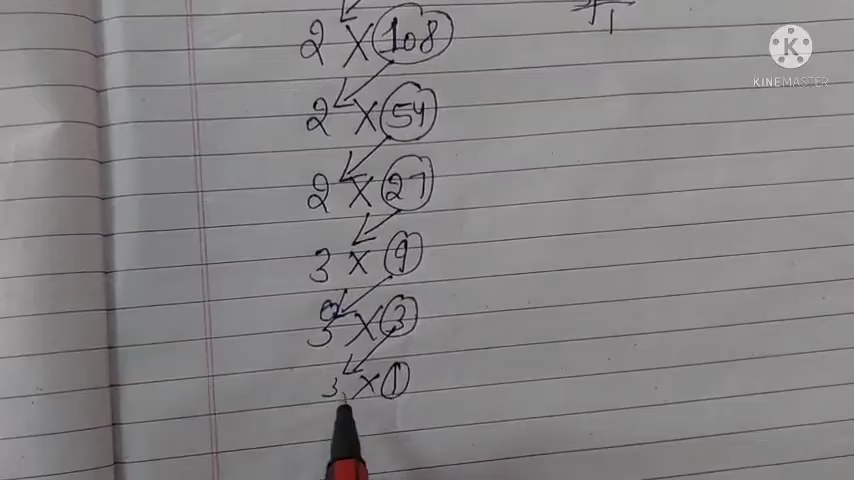 2 × 108
K
KINEMASTER
2 × 54
2 × 27
3 × 9
3 × 3
3 × 1